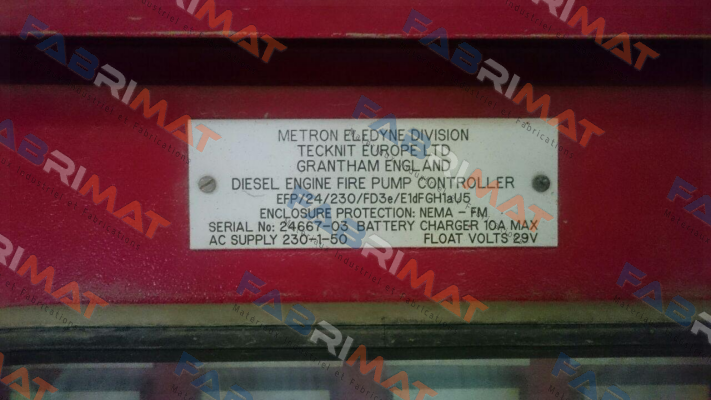 METRON ELEDYNE DIVISION
TECKNIT EUROPE LTD
GRANTHAM ENGLAND
DIESEL ENGINE FIRE PUMP CONTROLLER
EFP/24/230/FD3e/E1dFGH1aU5
ENCLOSURE PROTECTION: NEMA - FM
SERIAL No: 24667-03 BATTERY CHARGER 10A MAX
AC SUPPLY 230-1-50 FLOAT VOLTS 29V
FABRIMAT